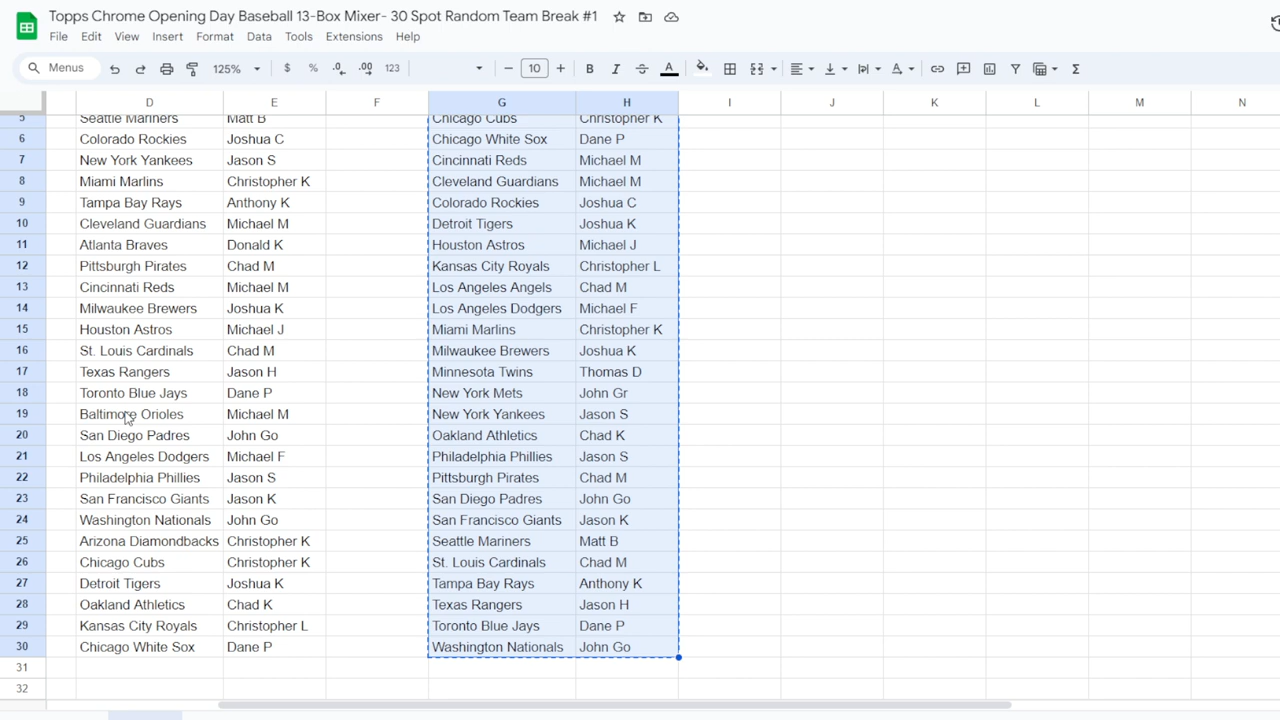 Topps Chrome Opening Day Baseball 13-Box Mixer- 30 Spot Random Team Break #1
File Edit View Insert Format Data Tools Extensions Help
Menus 125% $ % .0 .00 123 10 B I A A Σ
D E F G H I J K L M N
5 Seattle Mariners Matt B Chicago Cubs Christopher K
6 Colorado Rockies Joshua C Chicago White Sox Dane P
7 New York Yankees Jason S Cincinnati Reds Michael M
8 Miami Marlins Christopher K Cleveland Guardians Michael M
9 Tampa Bay Rays Anthony K Colorado Rockies Joshua C
10 Cleveland Guardians Michael M Detroit Tigers Joshua K
11 Atlanta Braves Donald K Houston Astros Michael J
12 Pittsburgh Pirates Chad M Kansas City Royals Christopher L
13 Cincinnati Reds Michael M Los Angeles Angels Chad M
14 Milwaukee Brewers Joshua K Los Angeles Dodgers Michael F
15 Houston Astros Michael J Miami Marlins Christopher K
16 St. Louis Cardinals Chad M Milwaukee Brewers Joshua K
17 Texas Rangers Jason H Minnesota Twins Thomas D
18 Toronto Blue Jays Dane P New York Mets John Gr
19 Baltimore Orioles Michael M New York Yankees Jason S
20 San Diego Padres John Go Oakland Athletics Chad K
21 Los Angeles Dodgers Michael F Philadelphia Phillies Jason S
22 Philadelphia Phillies Jason S Pittsburgh Pirates Chad M
23 San Francisco Giants Jason K San Diego Padres John Go
24 Washington Nationals John Go San Francisco Giants Jason K
25 Arizona Diamondbacks Christopher K Seattle Mariners Matt B
26 Chicago Cubs Christopher K St. Louis Cardinals Chad M
27 Detroit Tigers Joshua K Tampa Bay Rays Anthony K
28 Oakland Athletics Chad K Texas Rangers Jason H
29 Kansas City Royals Christopher L Toronto Blue Jays Dane P
30 Chicago White Sox Dane P Washington Nationals John Go
31
32